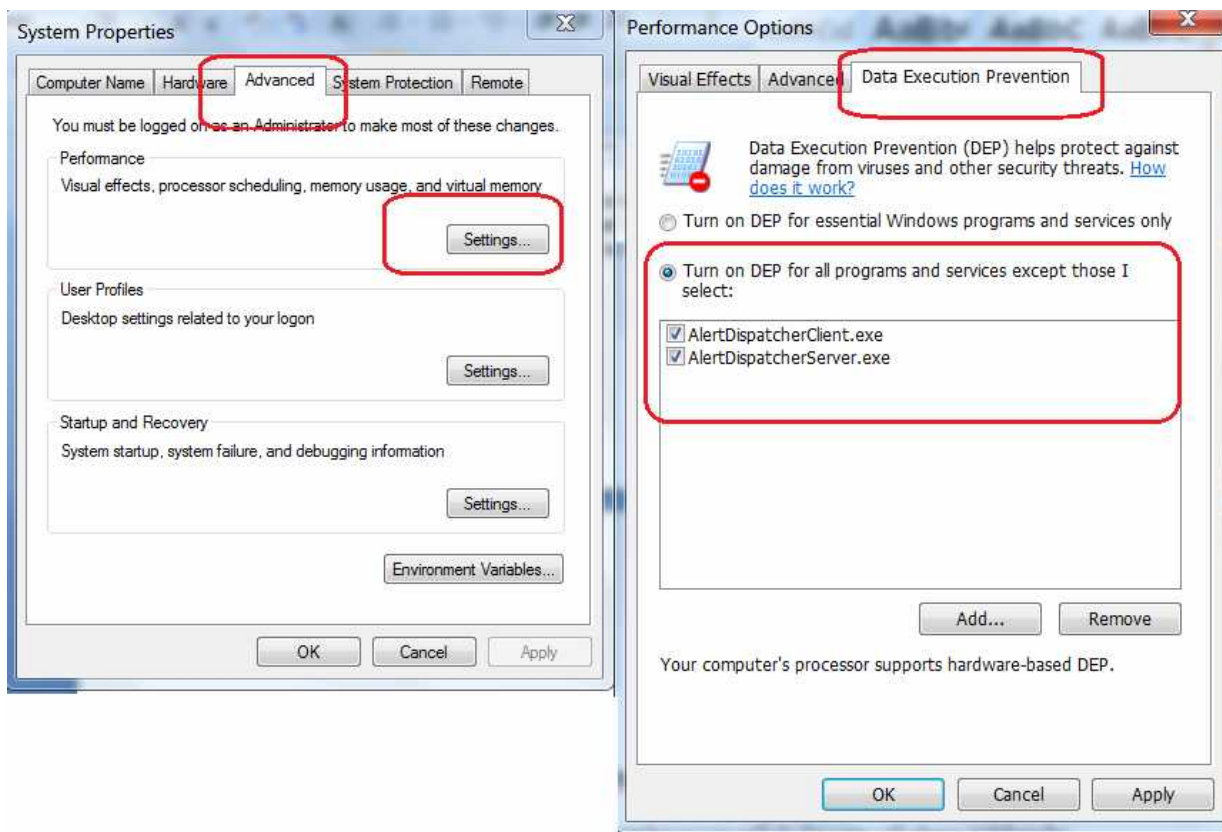 System Properties
Computer Name Hardware Advanced System Protection Remote
You must be logged on as an Administrator to make most of these changes.
Performance
Visual effects, processor scheduling, memory usage, and virtual memory
Settings...
User Profiles
Desktop settings related to your logon
Settings...
Startup and Recovery
System startup, system failure, and debugging information
Settings...
Environment Variables...
OK Cancel Apply
Performance Options
Visual Effects Advanced Data Execution Prevention
Data Execution Prevention (DEP) helps protect against
damage from viruses and other security threats. How
does it work?
Turn on DEP for essential Windows programs and services only
Turn on DEP for all programs and services except those I
select:
AlertDispatcherClient.exe
AlertDispatcherServer.exe
Add... Remove
Your computer's processor supports hardware-based DEP.
OK Cancel Apply